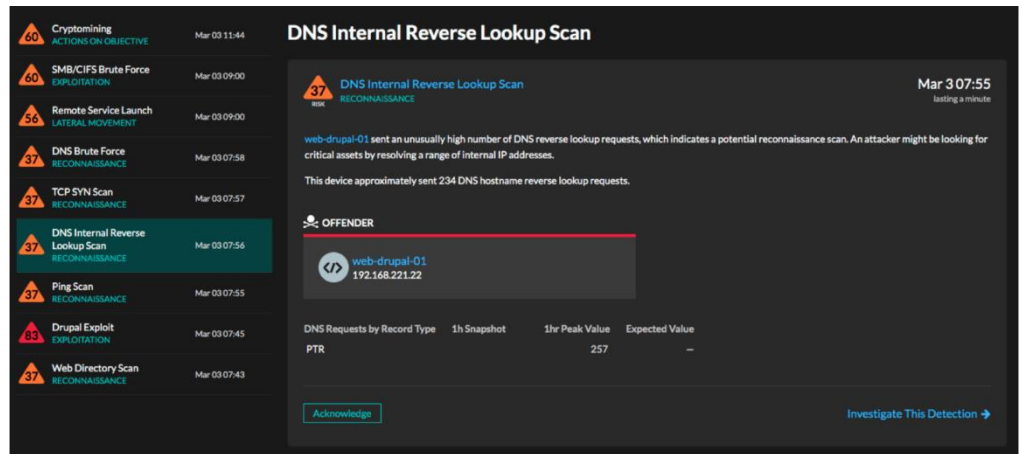 60
Cryptomining
ACTIONS ON OBJECTIVE
Mar 03 11:44
60
SMB/CIFS Brute Force
EXPLOITATION
Mar 03 09:00
56
Remote Service Launch
LATERAL MOVEMENT
Mar 03 09:00
37
DNS Brute Force
RECONNAISSANCE
Mar 03 07:58
37
TCP SYN Scan
RECONNAISSANCE
Mar 03 07:57
37
DNS Internal Reverse
Lookup Scan
RECONNAISSANCE
Mar 03 07:56
37
Ping Scan
RECONNAISSANCE
Mar 03 07:55
83
Drupal Exploit
EXPLOITATION
Mar 03 07:45
37
Web Directory Scan
RECONNAISSANCE
Mar 03 07:43
DNS Internal Reverse Lookup Scan
37
RISK
DNS Internal Reverse Lookup Scan
RECONNAISSANCE
Mar 3 07:55
lasting a minute
web-drupal-01 sent an unusually high number of DNS reverse lookup requests, which indicates a potential reconnaissance scan. An attacker might be looking for
critical assets by resolving a range of internal IP addresses.
This device approximately sent 234 DNS hostname reverse lookup requests.
OFFENDER
web-drupal-01
192.168.221.22
DNS Requests by Record Type 1h Snapshot 1hr Peak Value Expected Value
PTR 257 —
Acknowledge
Investigate This Detection →